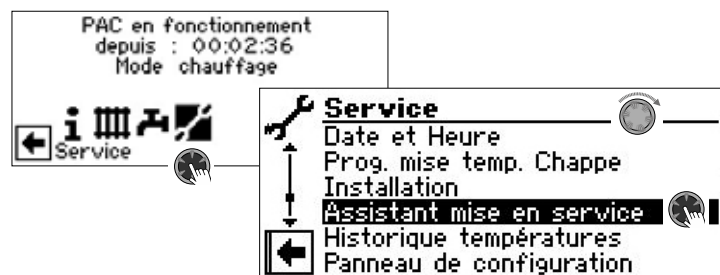 PAC en fonctionnement
depuis : 00:02:36
Mode chauffage
Service
Service
Date et Heure
Prog. mise temp. Chappe
Installation
Assistant mise en service
Historique températures
Panneau de configuration